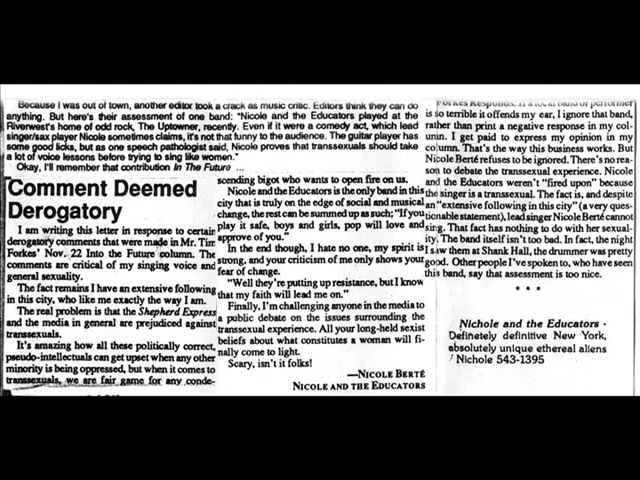 Because I was out of town, another editor took a crack as music critic. Editors think they can do
anything. But here's their assessment of one band: "Nicole and the Educators played at the
Riverwest's home of odd rock, The Uptowner, recently. Even if it were a comedy act, which lead
singer/sax player Nicole sometimes claims, it's not that funny to the audience. The guitar player has
some good licks, but as one speech pathologist said, Nicole proves that transsexuals should take
a lot of voice lessons before trying to sing like women."
Okay, I'll remember that contribution In The Future ...
Comment Deemed
Derogatory
I am writing this letter in response to certain
derogatory comments that were made in Mr. Tim
Forkes' Nov. 22 Into the Future column. The
comments are critical of my singing voice and
general sexuality.
The fact remains I have an extensive following
in this city, who like me exactly the way I am.
The real problem is that the Shepherd Express
and the media in general are prejudiced against
transsexuals.
It's amazing how all these politically correct,
pseudo-intellectuals can get upset when any other
minority is being oppressed, but when it comes to
transsexuals, we are fair game for any conde-
scending bigot who wants to open fire on us.
Nicole and the Educators is the only band in this
city that is truly on the edge of social and musical
change, the rest can be summed up as such; "If you
play it safe, boys and girls, pop will love and
approve of you."
In the end though, I hate no one, my spirit is
strong, and your criticism of me only shows your
fear of change.
"Well they're putting up resistance, but I know
that my faith will lead me on."
Finally, I'm challenging anyone in the media to
a public debate on the issues surrounding the
transsexual experience. All your long-held sexist
beliefs about what constitutes a woman will fi-
nally come to light.
Scary, isn't it folks!
—NICOLE BERTÉ
NICOLE AND THE EDUCATORS
Forkes Responds: If a local band or performer
is so terrible it offends my ear, I ignore that band,
rather than print a negative response in my col-
umn. I get paid to express my opinion in my
column. That's the way this business works. But
Nicole Berté refuses to be ignored. There's no rea-
son to debate the transsexual experience. Nicole
and the Educators weren't "fired upon" because
the singer is a transsexual. The fact is, and despite
an "extensive following in this city" (a very ques-
tionable statement), lead singer Nicole Berté cannot
sing. That fact has nothing to do with her sexual-
ity. The band itself isn't too bad. In fact, the night
I saw them at Shank Hall, the drummer was pretty
good. Other people I've spoken to, who have seen
this band, say that assessment is too nice.
• • •
Nichole and the Educators -
Definetely definitive New York,
absolutely unique ethereal aliens
Nichole 543-1395